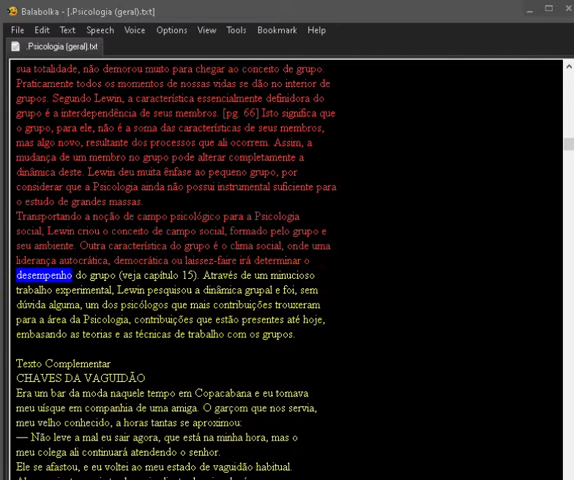 Balabolka - [.Psicologia (geral).txt]
File Edit Text Speech Voice Options View Tools Bookmark Help
.Psicologia (geral).txt
sua totalidade, não demorou muito para chegar ao conceito de grupo.
Praticamente todos os momentos de nossas vidas se dão no interior de
grupos. Segundo Lewin, a característica essencialmente definidora do
grupo é a interdependência de seus membros. [pg. 66] Isto significa que
o grupo, para ele, não é a soma das características de seus membros,
mas algo novo, resultante dos processos que ali ocorrem. Assim, a
mudança de um membro no grupo pode alterar completamente a
dinâmica deste. Lewin deu muita ênfase ao pequeno grupo, por
considerar que a Psicologia ainda não possui instrumental suficiente para
o estudo de grandes massas.
Transportando a noção de campo psicológico para a Psicologia
social, Lewin criou o conceito de campo social, formado pelo grupo e
seu ambiente. Outra característica do grupo é o clima social, onde uma
liderança autocrática, democrática ou laissez-faire irá determinar o
desempenho do grupo (veja capítulo 15). Através de um minucioso
trabalho experimental, Lewin pesquisou a dinâmica grupal e foi, sem
dúvida alguma, um dos psicólogos que mais contribuições trouxeram
para a área da Psicologia, contribuições que estão presentes até hoje,
embasando as teorias e as técnicas de trabalho com os grupos.
Texto Complementar
CHAVES DA VAGUIDÃO
Era um bar da moda naquele tempo em Copacabana e eu tomava
meu uísque em companhia de uma amiga. O garçom que nos servia,
meu velho conhecido, a horas tantas se aproximou:
— Não leve a mal eu sair agora, que está na minha hora, mas o
meu colega ali continuará atendendo o senhor.
Ele se afastou, e eu voltei ao meu estado de vaguidão habitual.